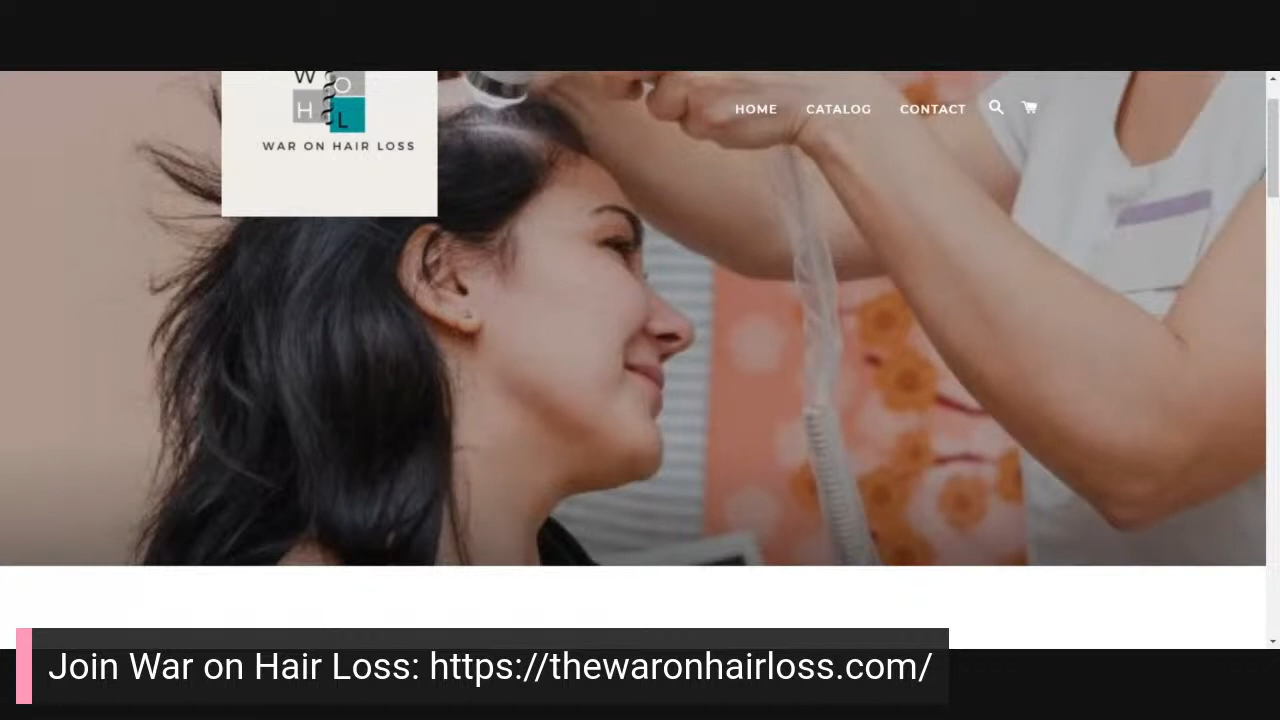 W
O
H
L
WAR ON HAIR LOSS
HOME CATALOG CONTACT
Join War on Hair Loss: https://thewaronhairloss.com/